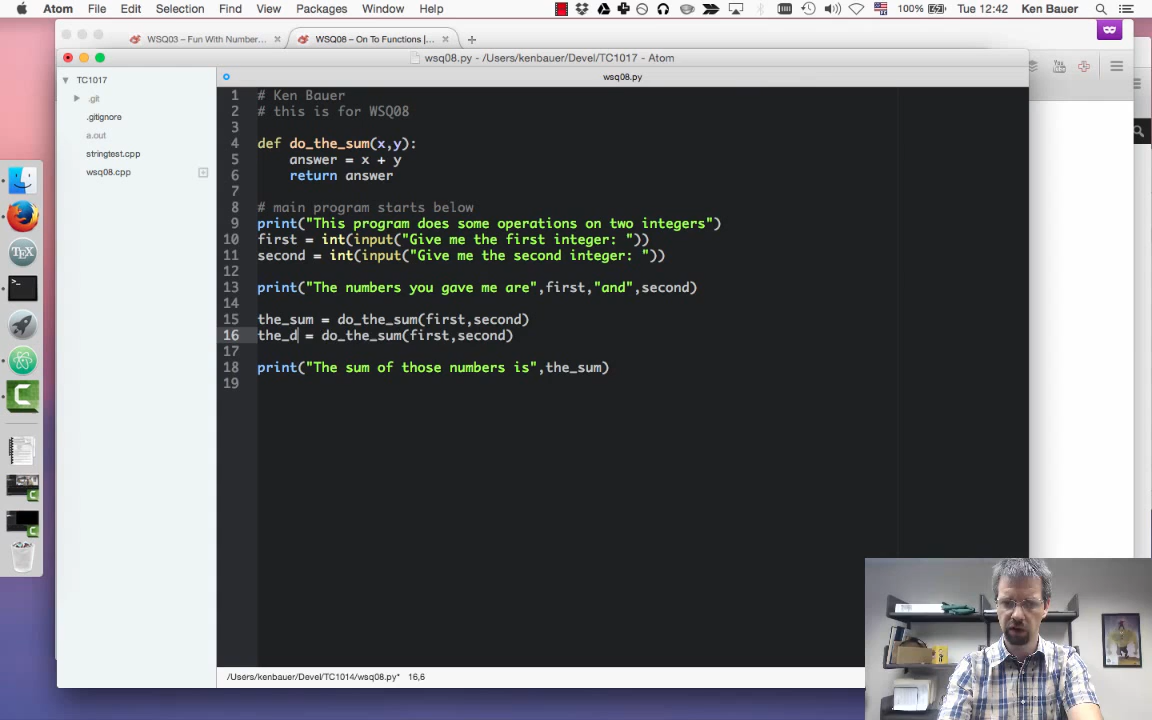 Atom File Edit Selection Find View Packages Window Help 100% Tue 12:42 Ken Bauer
WSQ03 – Fun With Number... WSQ08 – On To Functions |...
wsq08.py - /Users/kenbauer/Devel/TC1017 - Atom
TC1017
.git
.gitignore
a.out
stringtest.cpp
wsq08.cpp
wsq08.py
1 # Ken Bauer
2 # this is for WSQ08
3
4 def do_the_sum(x,y):
5 answer = x + y
6 return answer
7
8 # main program starts below
9 print("This program does some operations on two integers")
10 first = int(input("Give me the first integer: "))
11 second = int(input("Give me the second integer: "))
12
13 print("The numbers you gave me are",first,"and",second)
14
15 the_sum = do_the_sum(first,second)
16 the_d = do_the_sum(first,second)
17
18 print("The sum of those numbers is",the_sum)
19
/Users/kenbauer/Devel/TC1014/wsq08.py* 16,6
TEX